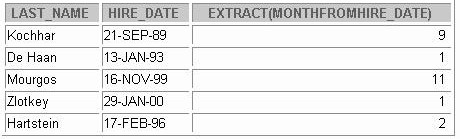 LAST_NAME HIRE_DATE EXTRACT(MONTHFROMHIRE_DATE)
Kochhar 21-SEP-89 9
De Haan 13-JAN-93 1
Mourgos 16-NOV-99 11
Zlotkey 29-JAN-00 1
Hartstein 17-FEB-96 2